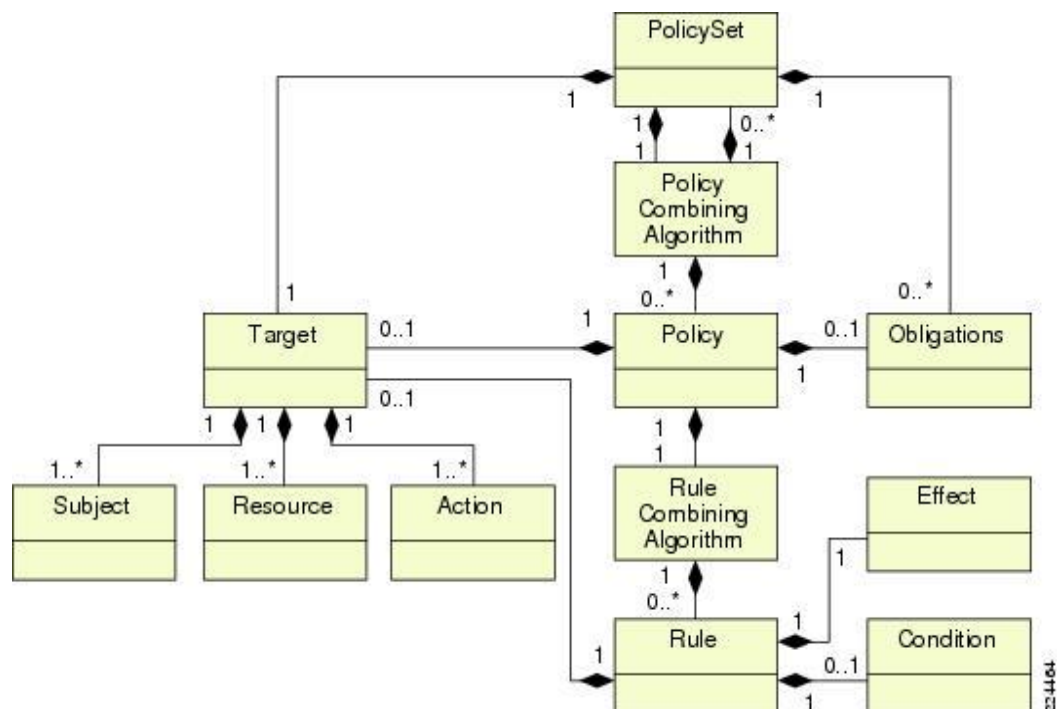 PolicySet
1
1
1
0..*
1
1
Policy
Combining
Algorithm
1
0..*
1
0..*
Target
0..1
1
Policy
0..1
1
Obligations
0..1
1
1
1
1
1
1..*
1..*
1..*
Subject
Resource
Action
Rule
Combining
Algorithm
Effect
1
1
0..*
1
1
Rule
0..1
1
Condition
224464